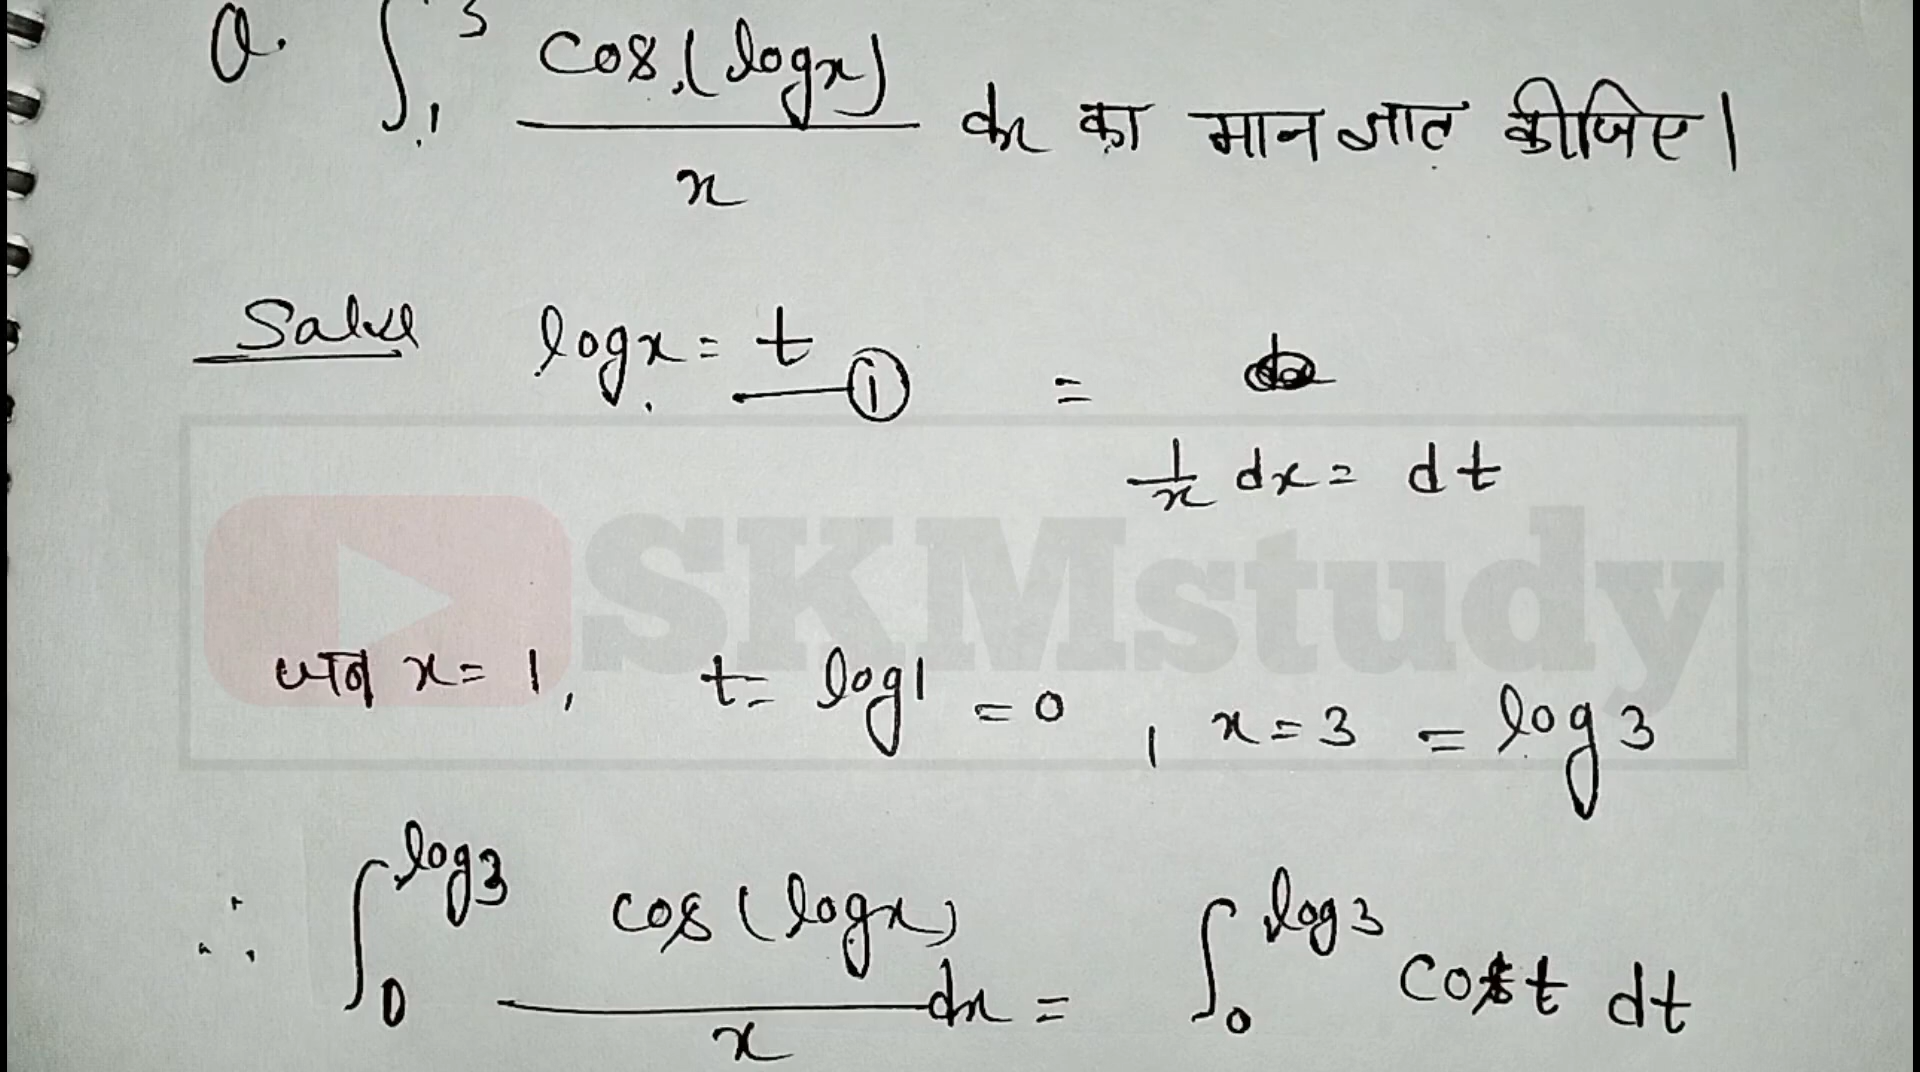 Q. ∫₁³ cos(logx)/x dx का मान ज्ञात कीजिए।
Solve logx = t —① =
1/x dx = dt
SKMstudy
जब x = 1, t = log1 = 0, x = 3 = log3
∴ ∫₀^log3 cos(logx)/x dx = ∫₀^log3 cost dt